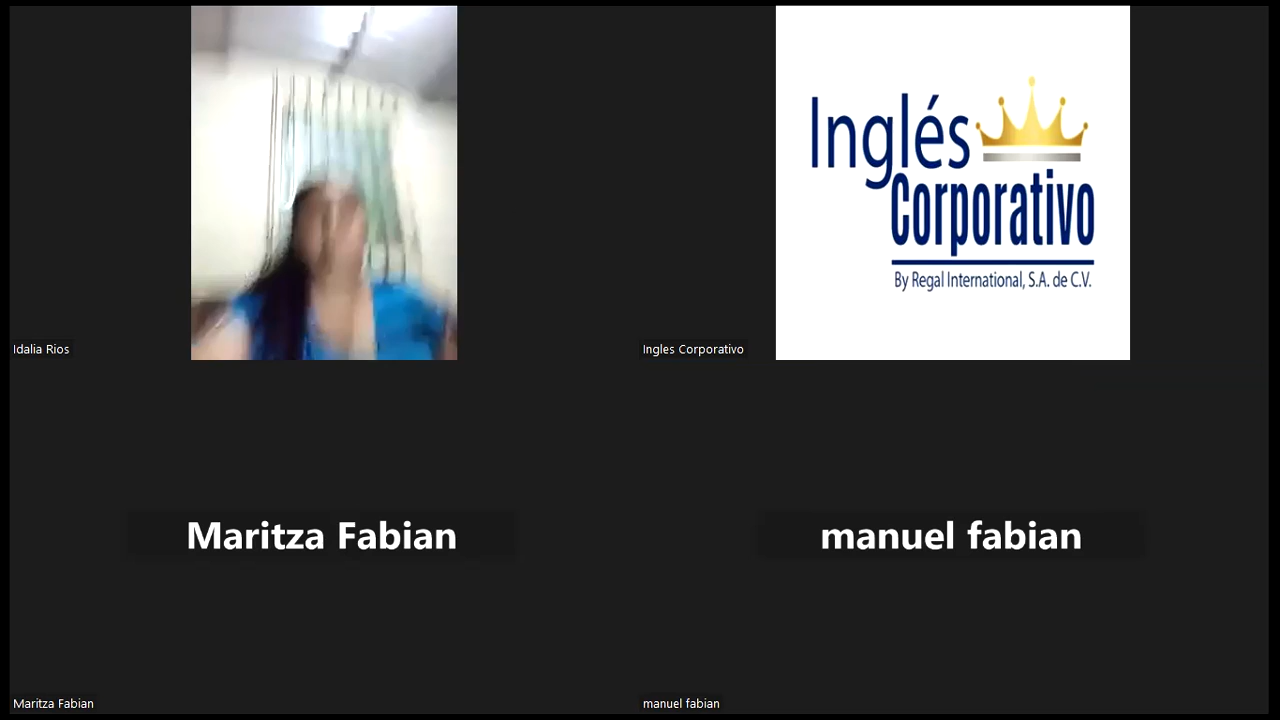 Idalia Rios
Inglés
Corporativo
By Regal International, S.A. de C.V.
Ingles Corporativo
Maritza Fabian
Maritza Fabian
manuel fabian
manuel fabian